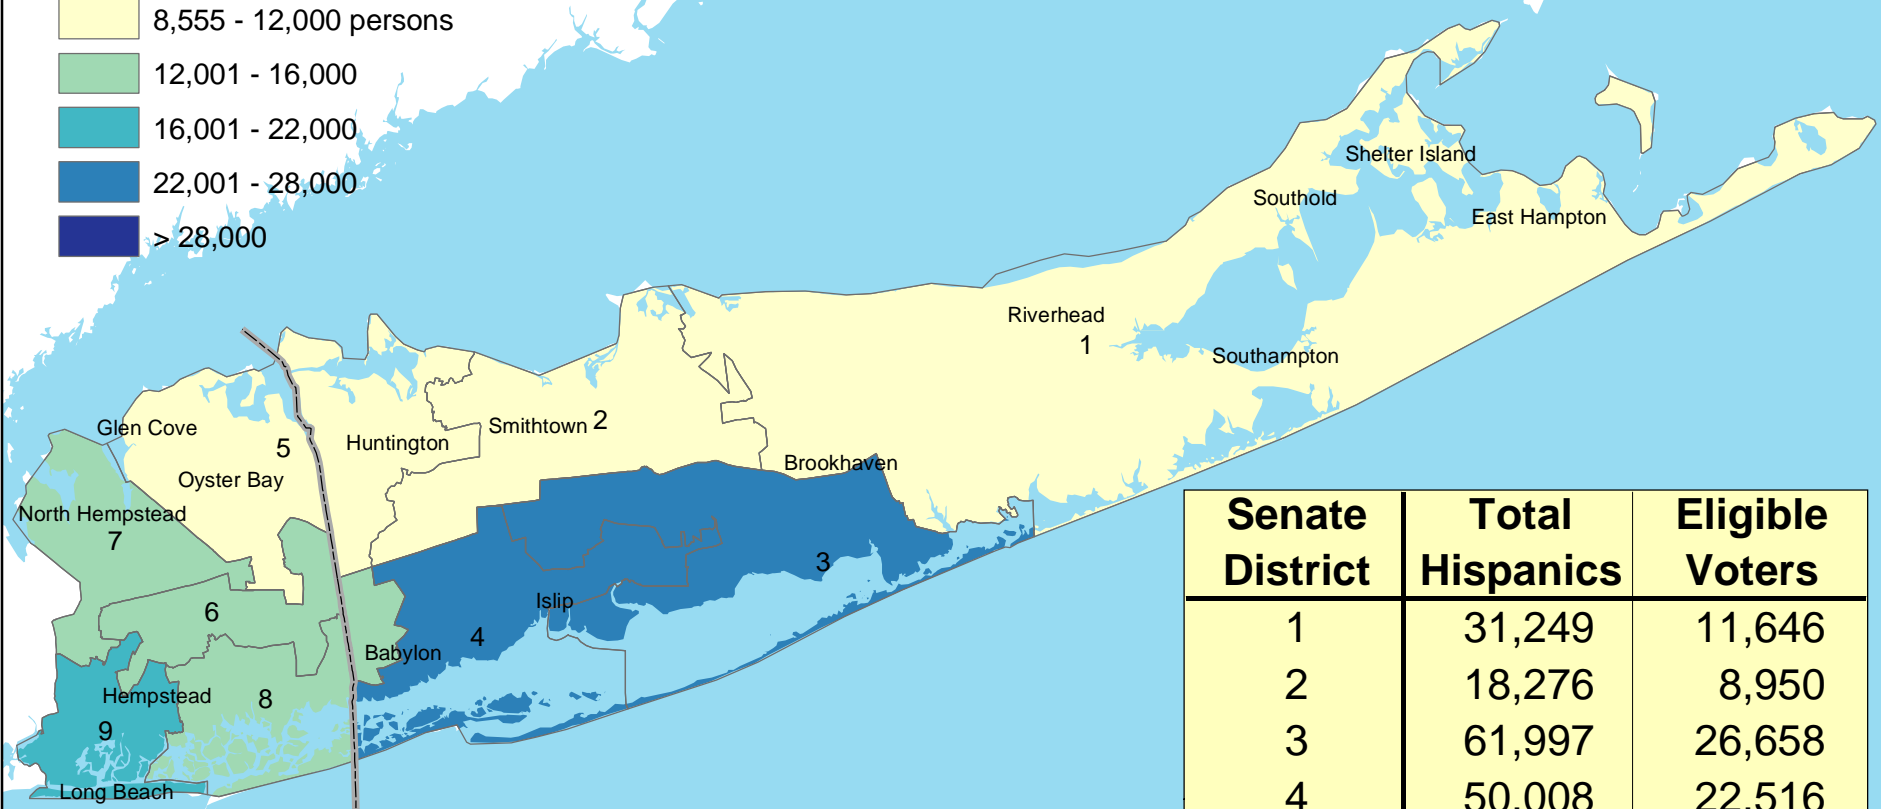 8,555 - 12,000 persons
12,001 - 16,000
16,001 - 22,000
22,001 - 28,000
> 28,000
Shelter Island
Southold
East Hampton
Riverhead
1
Southampton
Glen Cove
5
Huntington
Smithtown 2
Oyster Bay
Brookhaven
North Hempstead
7
6
3
Islip
4
Babylon
Hempstead
8
9
Long Beach
Senate District Total Hispanics Eligible Voters
1 31,249 11,646
2 18,276 8,950
3 61,997 26,658
4 50,008 22,516